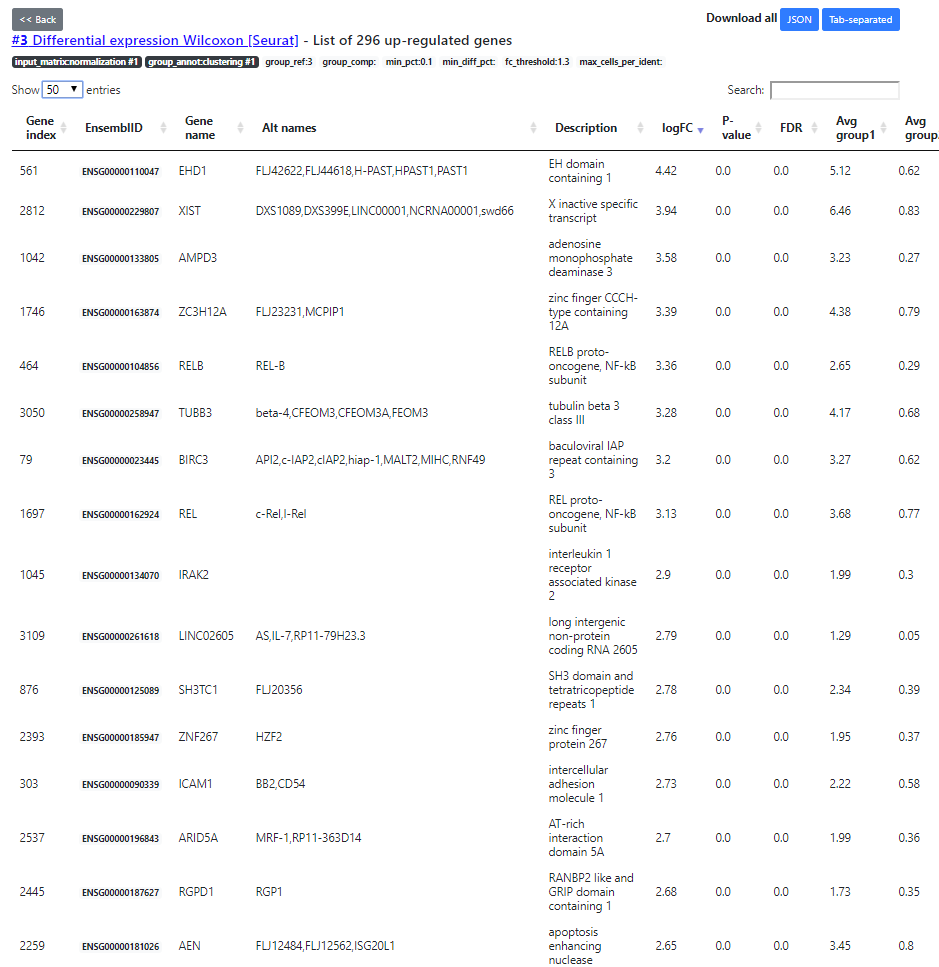 << Back
Download all JSON Tab-separated
#3 Differential expression Wilcoxon [Seurat] - List of 296 up-regulated genes
input_matrix:normalization #1 group_annot:clustering #1 group_ref:3 group_comp: min_pct:0.1 min_diff_pct: fc_threshold:1.3 max_cells_per_ident:
Show 50 entries Search:
Gene index EnsemblID Gene name Alt names Description logFC P-value FDR Avg group1 Avg group
561 ENSG00000110047 EHD1 FLJ42622,FLJ44618,H-PAST,HPAST1,PAST1 EH domain containing 1 4.42 0.0 0.0 5.12 0.62
2812 ENSG00000229807 XIST DXS1089,DXS399E,LINC00001,NCRNA00001,swd66 X inactive specific transcript 3.94 0.0 0.0 6.46 0.83
1042 ENSG00000133805 AMPD3 adenosine monophosphate deaminase 3 3.58 0.0 0.0 3.23 0.27
1746 ENSG00000163874 ZC3H12A FLJ23231,MCPIP1 zinc finger CCCH-type containing 12A 3.39 0.0 0.0 4.38 0.79
464 ENSG00000104856 RELB REL-B RELB proto-oncogene, NF-kB subunit 3.36 0.0 0.0 2.65 0.29
3050 ENSG00000258947 TUBB3 beta-4,CFEOM3,CFEOM3A,FEOM3 tubulin beta 3 class III 3.28 0.0 0.0 4.17 0.68
79 ENSG00000023445 BIRC3 API2,c-IAP2,cIAP2,hiap-1,MALT2,MIHC,RNF49 baculoviral IAP repeat containing 3 3.2 0.0 0.0 3.27 0.62
1697 ENSG00000162924 REL c-Rel,I-Rel REL proto-oncogene, NF-kB subunit 3.13 0.0 0.0 3.68 0.77
1045 ENSG00000134070 IRAK2 interleukin 1 receptor associated kinase 2 2.9 0.0 0.0 1.99 0.3
3109 ENSG00000261618 LINC02605 AS,IL-7,RP11-79H23.3 long intergenic non-protein coding RNA 2605 2.79 0.0 0.0 1.29 0.05
876 ENSG00000125089 SH3TC1 FLJ20356 SH3 domain and tetratricopeptide repeats 1 2.78 0.0 0.0 2.34 0.39
2393 ENSG00000185947 ZNF267 HZF2 zinc finger protein 267 2.76 0.0 0.0 1.95 0.37
303 ENSG00000090339 ICAM1 BB2,CD54 intercellular adhesion molecule 1 2.73 0.0 0.0 2.22 0.58
2537 ENSG00000196843 ARID5A MRF-1,RP11-363D14 AT-rich interaction domain 5A 2.7 0.0 0.0 1.99 0.36
2445 ENSG00000187627 RGPD1 RGP1 RANBP2 like and GRIP domain containing 1 2.68 0.0 0.0 1.73 0.35
2259 ENSG00000181026 AEN FLJ12484,FLJ12562,ISG20L1 apoptosis enhancing nuclease 2.65 0.0 0.0 3.45 0.8